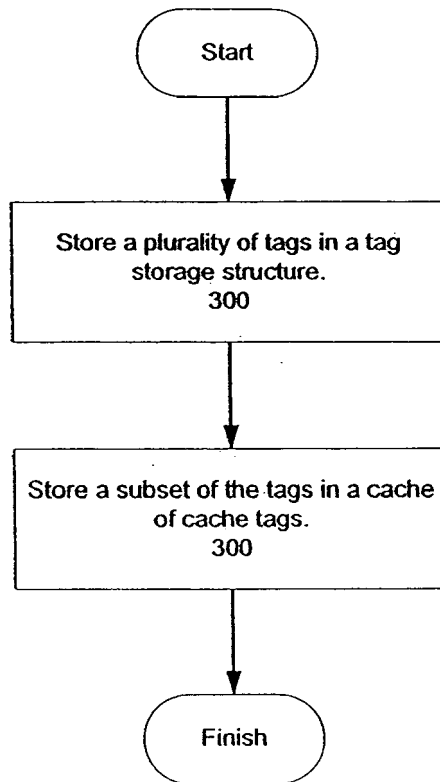 Start
Store a plurality of tags in a tag
storage structure.
300
Store a subset of the tags in a cache
of cache tags.
300
Finish